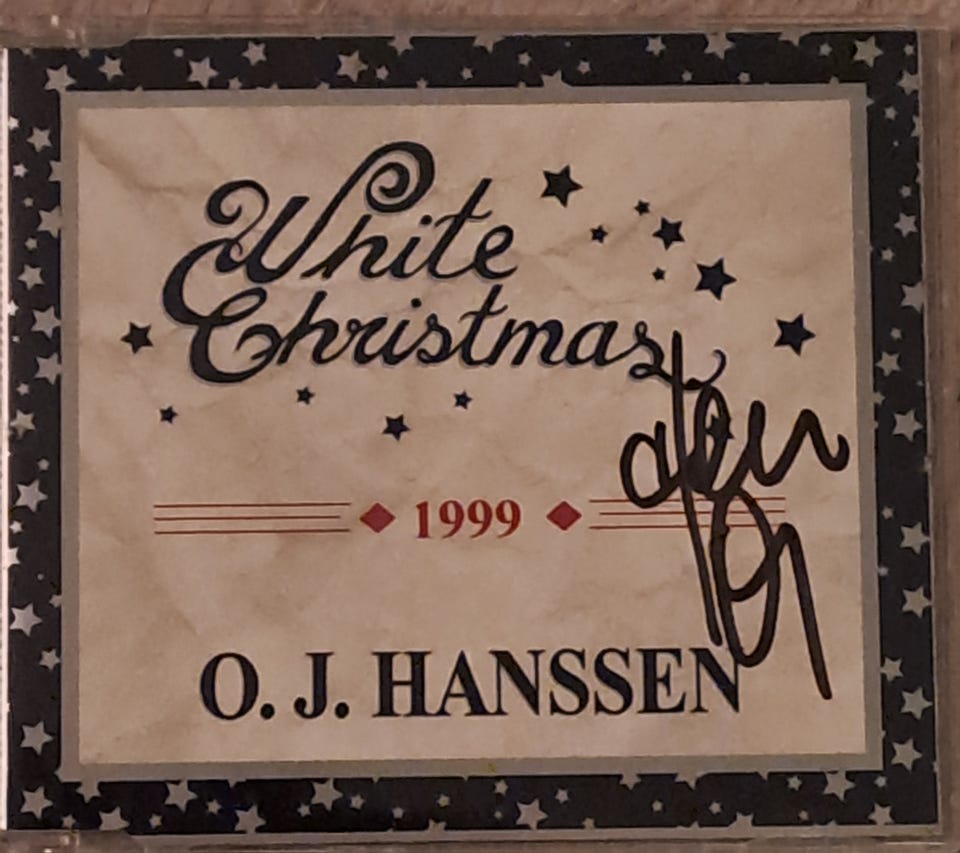 White
Christmas
1999
O. J. HANSSEN